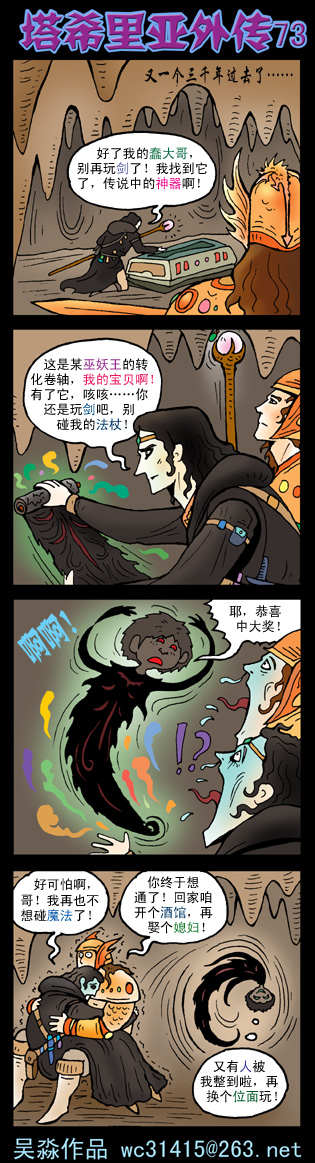 塔希里亚外传73
又一个三千年过去了……
好了我的蠢大哥，
别再玩剑了！我找到它
了，传说中的神器啊！
这是某巫妖王的转
化卷轴，我的宝贝啊！
有了它，咳咳……你
还是玩剑吧，别
碰我的法杖！
啊啊！
耶，恭喜
中大奖！
!?
好可怕啊，
哥！我再也不
想碰魔法了！
你终于想
通了！回家咱
开个酒馆，再
娶个媳妇！
又有人被
我整到啦，再
换个位面玩！
吴淼作品 wc31415@263.net